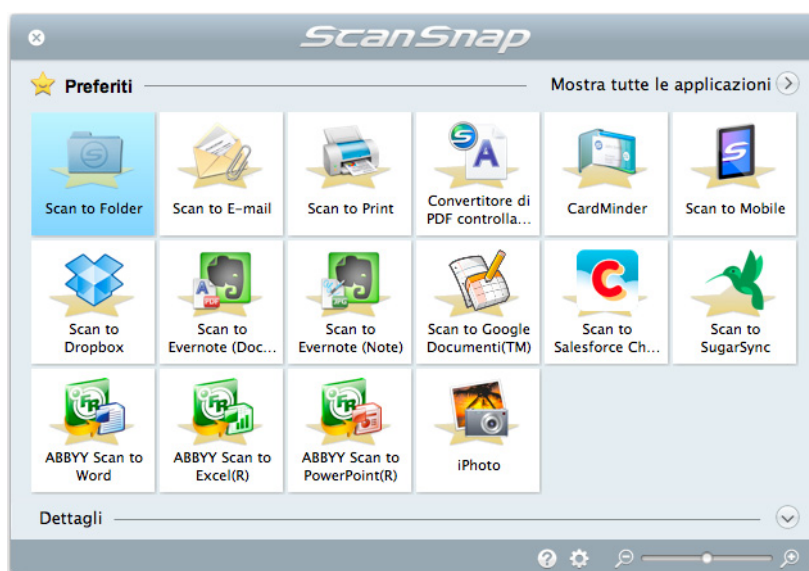 ScanSnap
Preferiti
Mostra tutte le applicazioni
Scan to Folder
Scan to E-mail
Scan to Print
Convertitore di
PDF controlla...
CardMinder
Scan to Mobile
Scan to
Dropbox
Scan to
Evernote (Doc...
Scan to
Evernote (Note)
Scan to Google
Documenti(TM)
Scan to
Salesforce Ch...
Scan to
SugarSync
ABBYY Scan to
Word
ABBYY Scan to
Excel(R)
ABBYY Scan to
PowerPoint(R)
iPhoto
Dettagli